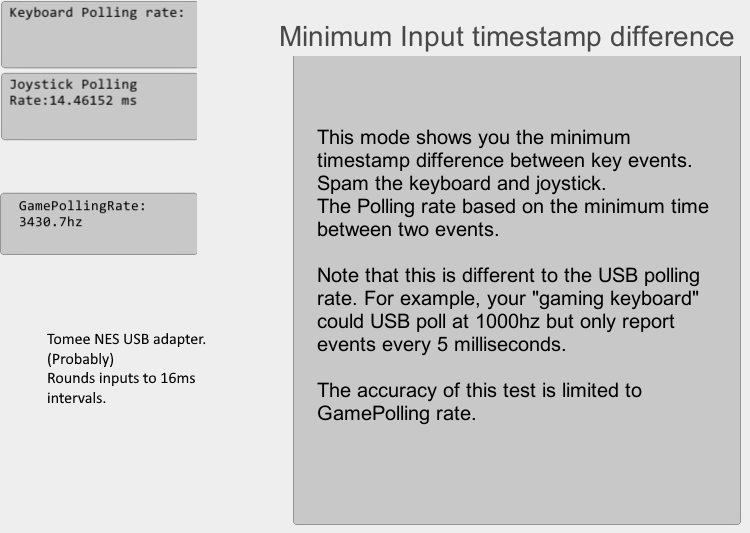 Keyboard Polling rate:
Joystick Polling
Rate:14.46152 ms
GamePollingRate:
3430.7hz
Tomee NES USB adapter.
(Probably)
Rounds inputs to 16ms
intervals.
Minimum Input timestamp difference
This mode shows you the minimum
timestamp difference between key events.
Spam the keyboard and joystick.
The Polling rate based on the minimum time
between two events.
Note that this is different to the USB polling
rate. For example, your "gaming keyboard"
could USB poll at 1000hz but only report
events every 5 milliseconds.
The accuracy of this test is limited to
GamePolling rate.